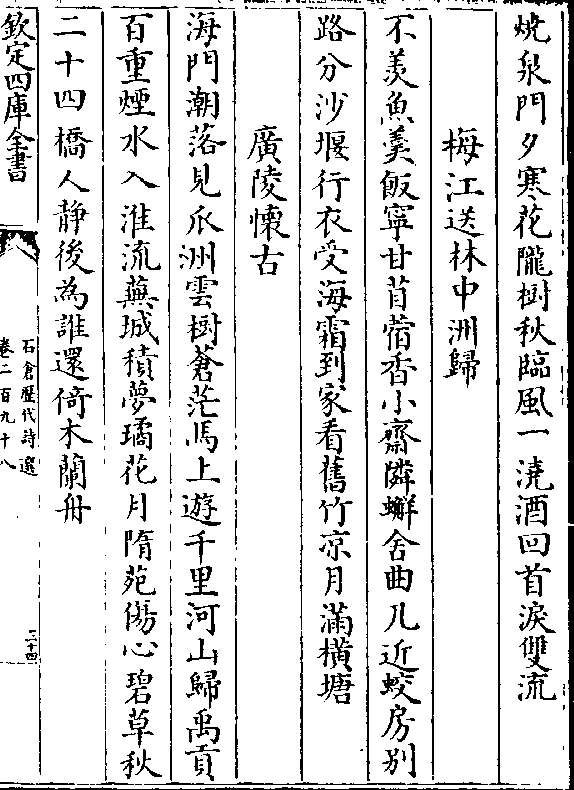 燒泉門夕寒花隴樹秋臨風一澆酒回首淚雙流
梅江送林中洲歸
不羨魚羹飯寧甘苜蓿香小齋隣蠏舍曲几近蛟房别
路分沙堰行衣受海霜到家看舊竹凉月滿橫塘
廣陵懷古
海門潮落見瓜洲雲樹蒼茫馬上遊千里河山歸禹貢
百重煙水入淮流蕪城積夢璚花月隋苑傷心碧草秋
二十四橋人靜後為誰還倚木蘭舟
欽定四庫全書
石倉歷代詩選
卷二百九十八
三十四